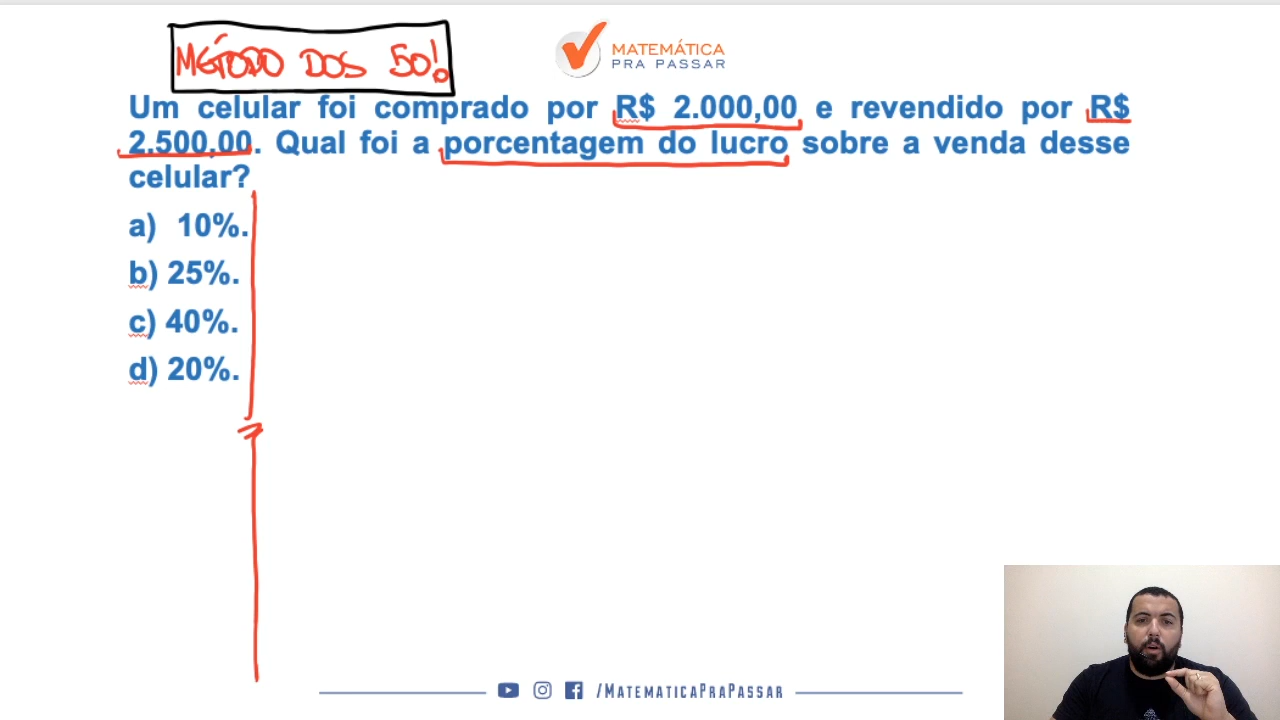 MÉTODO DOS 50!
MATEMÁTICA
PRA PASSAR
Um celular foi comprado por R$ 2.000,00 e revendido por R$
2.500,00. Qual foi a porcentagem do lucro sobre a venda desse
celular?
a) 10%.
b) 25%.
c) 40%.
d) 20%.
/MATEMATICAPRAPASSAR